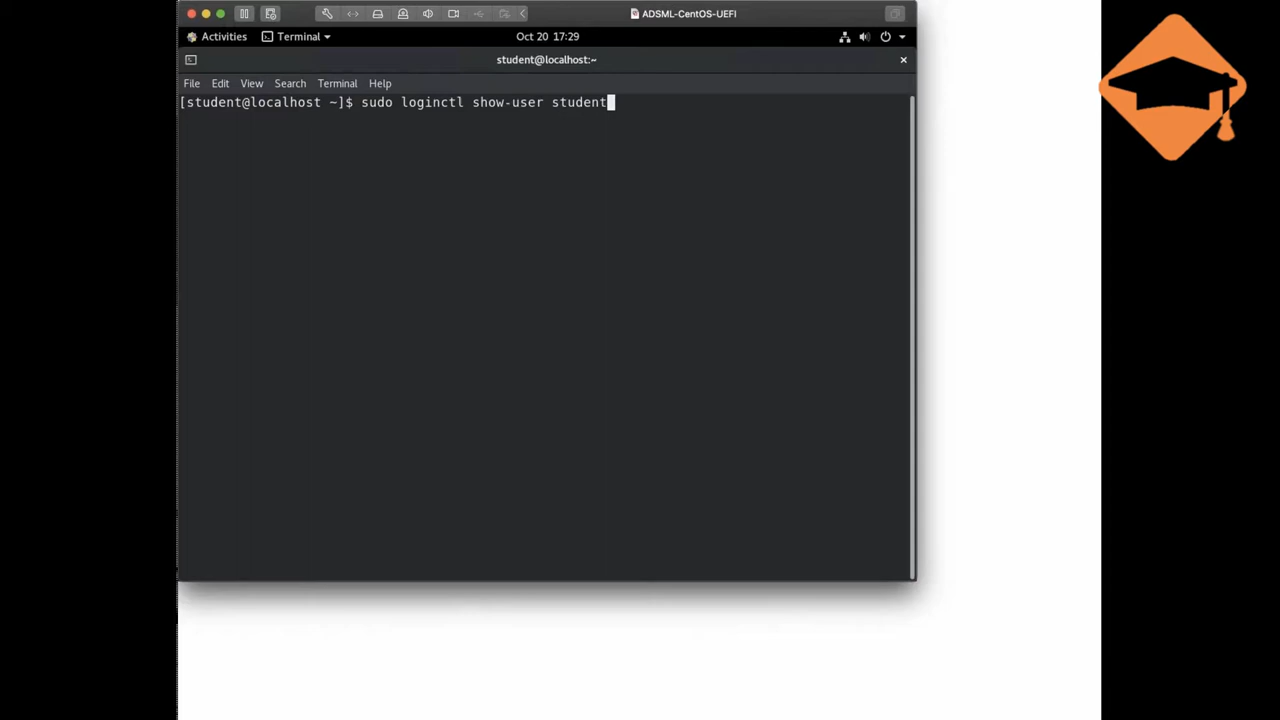 ADSML-CentOS-UEFI
Activities Terminal Oct 20 17:29
student@localhost:~
File Edit View Search Terminal Help
[student@localhost ~]$ sudo loginctl show-user student